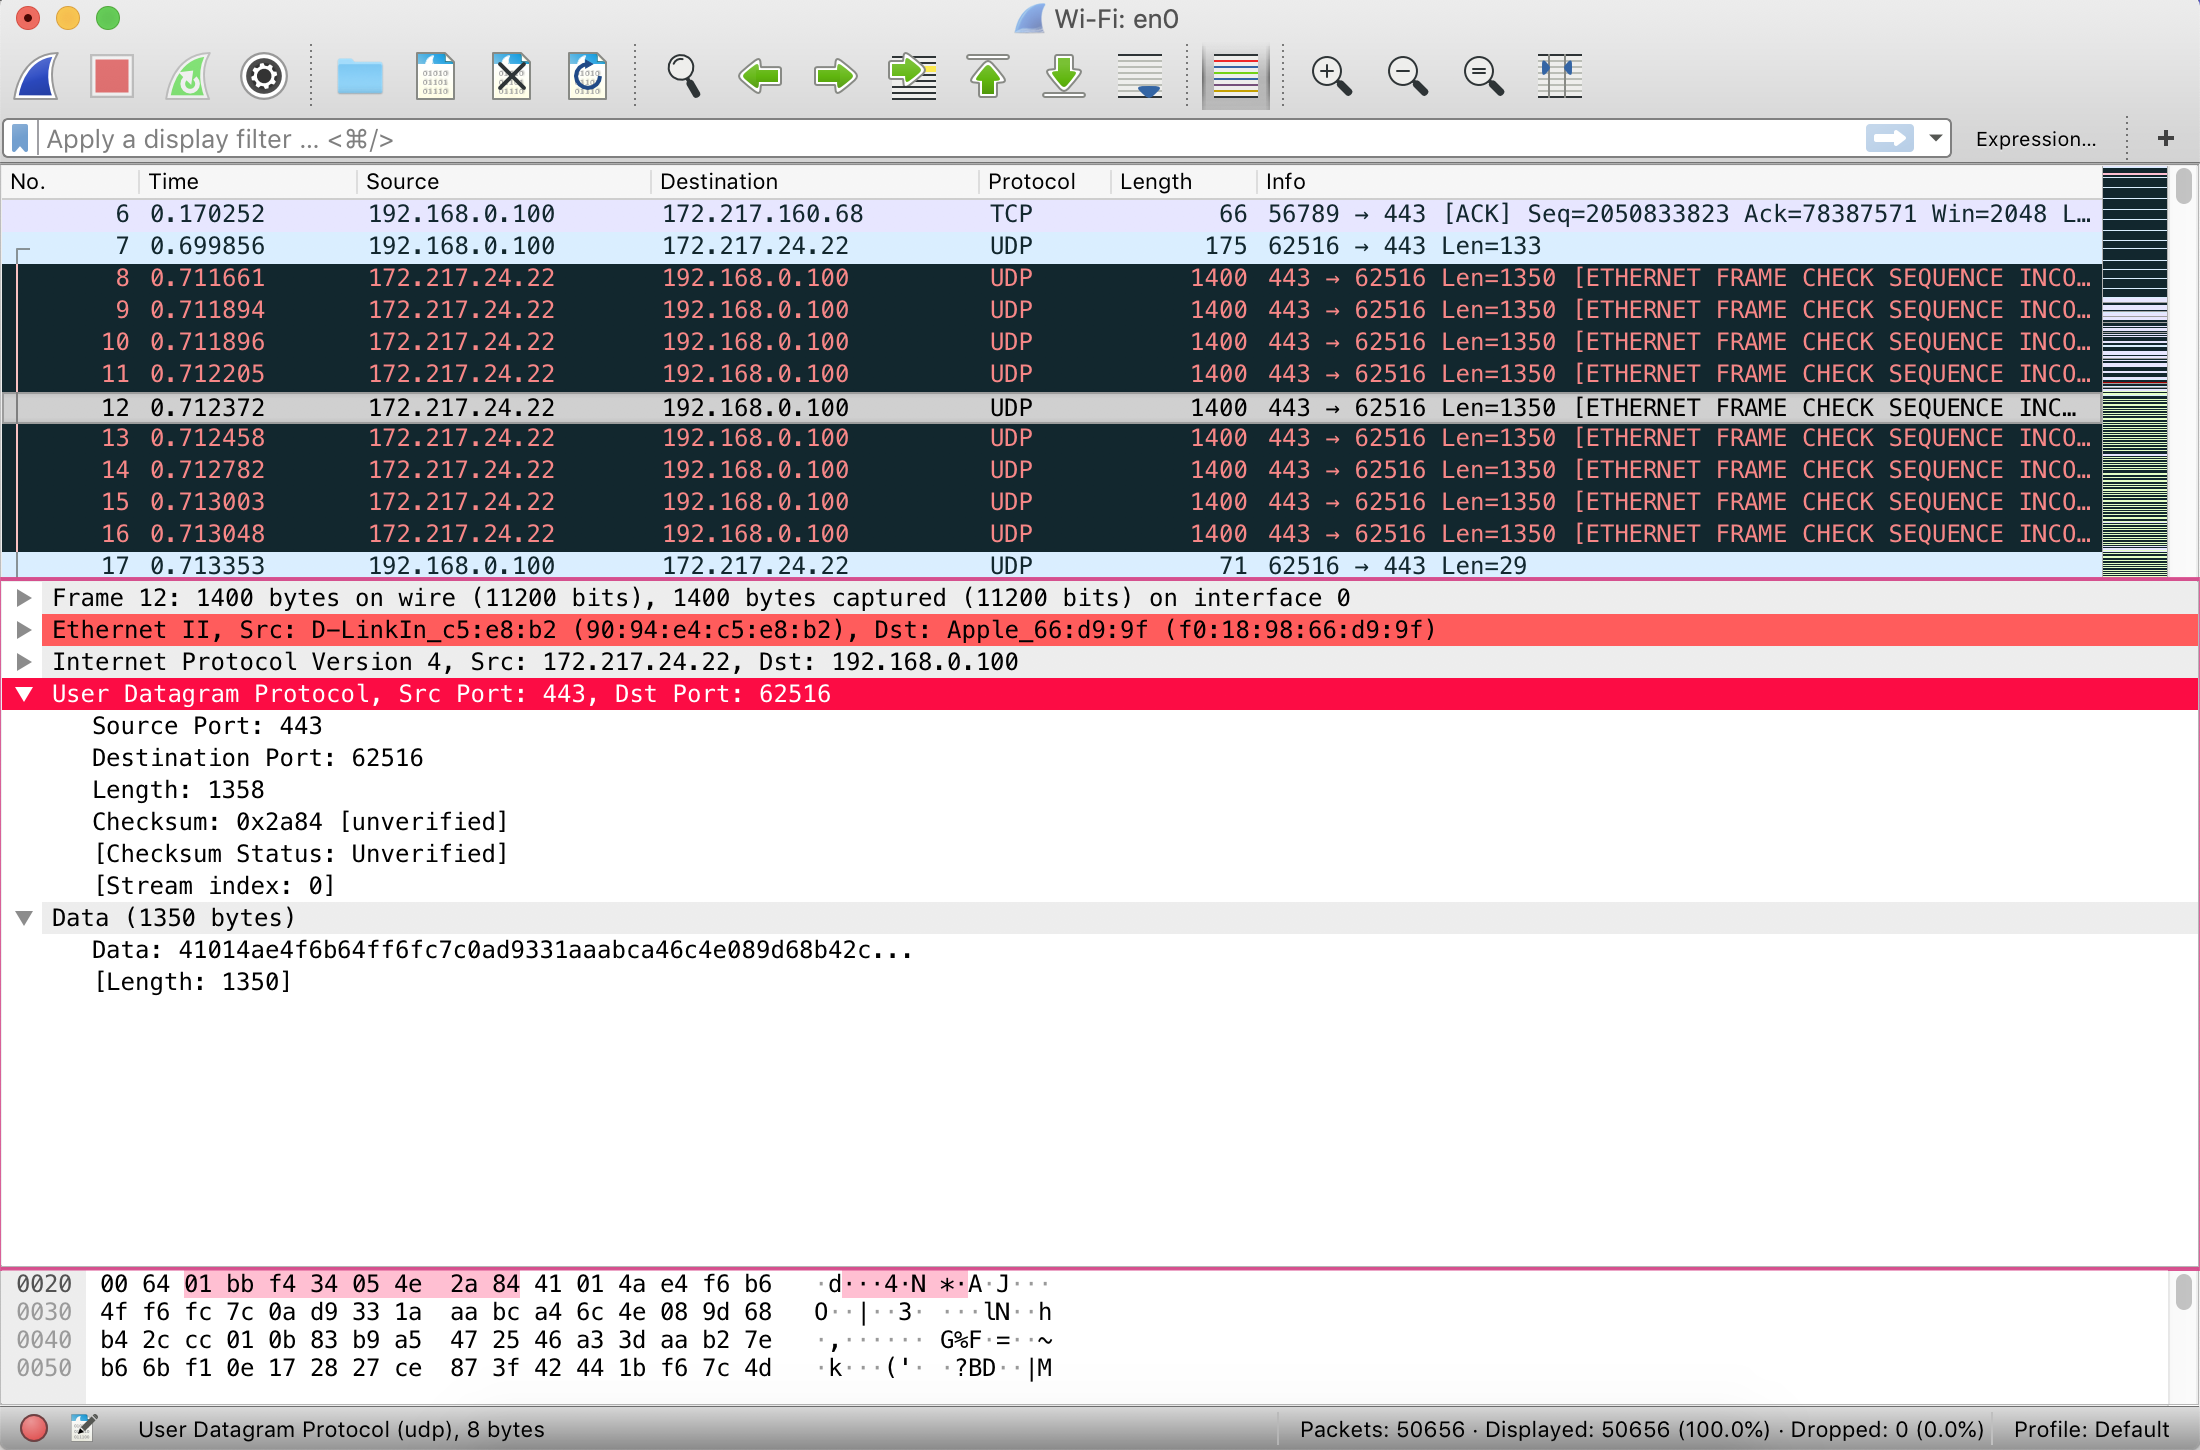 Wi-Fi: en0
Apply a display filter ... <⌘/>
Expression...
+
No. Time Source Destination Protocol Length Info
6 0.170252 192.168.0.100 172.217.160.68 TCP 66 56789 → 443 [ACK] Seq=2050833823 Ack=78387571 Win=2048 L…
7 0.699856 192.168.0.100 172.217.24.22 UDP 175 62516 → 443 Len=133
8 0.711661 172.217.24.22 192.168.0.100 UDP 1400 443 → 62516 Len=1350 [ETHERNET FRAME CHECK SEQUENCE INCO…
9 0.711894 172.217.24.22 192.168.0.100 UDP 1400 443 → 62516 Len=1350 [ETHERNET FRAME CHECK SEQUENCE INCO…
10 0.711896 172.217.24.22 192.168.0.100 UDP 1400 443 → 62516 Len=1350 [ETHERNET FRAME CHECK SEQUENCE INCO…
11 0.712205 172.217.24.22 192.168.0.100 UDP 1400 443 → 62516 Len=1350 [ETHERNET FRAME CHECK SEQUENCE INCO…
12 0.712372 172.217.24.22 192.168.0.100 UDP 1400 443 → 62516 Len=1350 [ETHERNET FRAME CHECK SEQUENCE INC…
13 0.712458 172.217.24.22 192.168.0.100 UDP 1400 443 → 62516 Len=1350 [ETHERNET FRAME CHECK SEQUENCE INCO…
14 0.712782 172.217.24.22 192.168.0.100 UDP 1400 443 → 62516 Len=1350 [ETHERNET FRAME CHECK SEQUENCE INCO…
15 0.713003 172.217.24.22 192.168.0.100 UDP 1400 443 → 62516 Len=1350 [ETHERNET FRAME CHECK SEQUENCE INCO…
16 0.713048 172.217.24.22 192.168.0.100 UDP 1400 443 → 62516 Len=1350 [ETHERNET FRAME CHECK SEQUENCE INCO…
17 0.713353 192.168.0.100 172.217.24.22 UDP 71 62516 → 443 Len=29
Frame 12: 1400 bytes on wire (11200 bits), 1400 bytes captured (11200 bits) on interface 0
Ethernet II, Src: D-LinkIn_c5:e8:b2 (90:94:e4:c5:e8:b2), Dst: Apple_66:d9:9f (f0:18:98:66:d9:9f)
Internet Protocol Version 4, Src: 172.217.24.22, Dst: 192.168.0.100
User Datagram Protocol, Src Port: 443, Dst Port: 62516
Source Port: 443
Destination Port: 62516
Length: 1358
Checksum: 0x2a84 [unverified]
[Checksum Status: Unverified]
[Stream index: 0]
Data (1350 bytes)
Data: 41014ae4f6b64ff6fc7c0ad9331aaabca46c4e089d68b42c...
[Length: 1350]
0020 00 64 01 bb f4 34 05 4e 2a 84 41 01 4a e4 f6 b6 ·d···4·N *·A·J···
0030 4f f6 fc 7c 0a d9 33 1a aa bc a4 6c 4e 08 9d 68 O··|··3· ···lN··h
0040 b4 2c cc 01 0b 83 b9 a5 47 25 46 a3 3d aa b2 7e ·,······ G%F·=··~
0050 b6 6b f1 0e 17 28 27 ce 87 3f 42 44 1b f6 7c 4d ·k···('· ·?BD··|M
User Datagram Protocol (udp), 8 bytes
Packets: 50656 · Displayed: 50656 (100.0%) · Dropped: 0 (0.0%)
Profile: Default